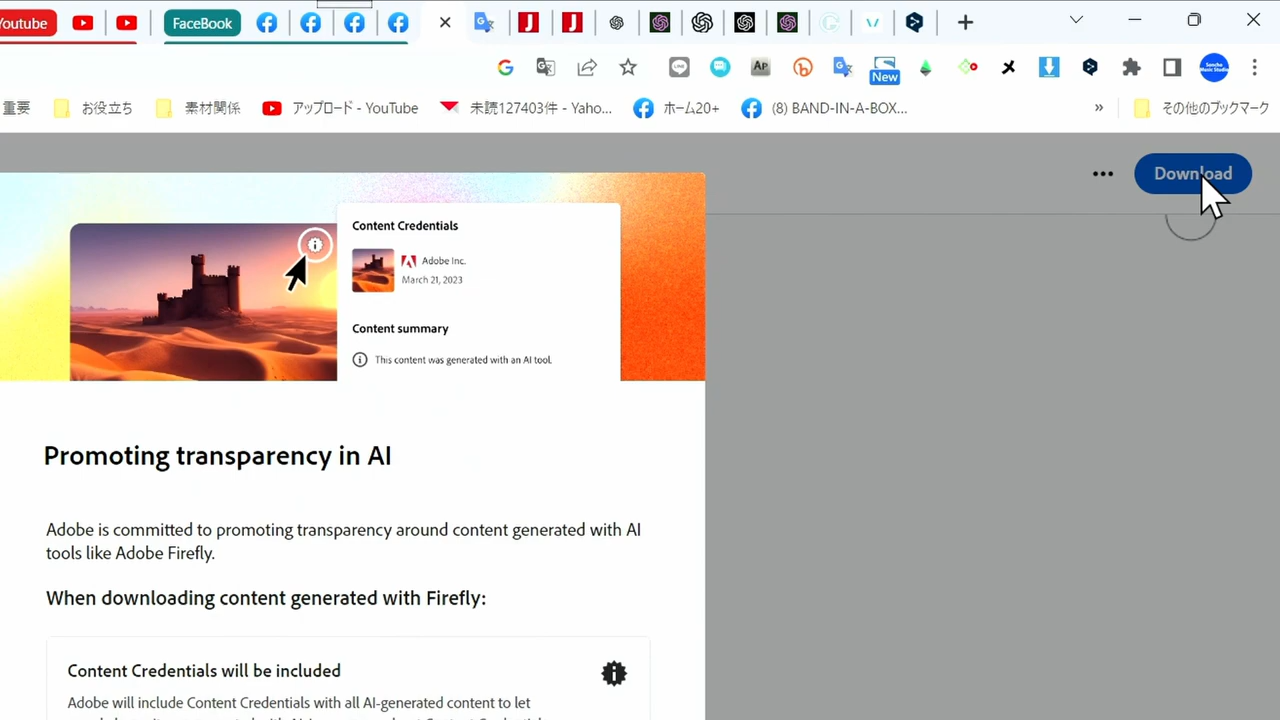 Youtube
FaceBook
New
重要
お役立ち
素材関係
アップロード - YouTube
未読127403件 - Yaho...
ホーム20+
(8) BAND-IN-A-BOX...
»
その他のブックマーク
Download
Content Credentials
Adobe Inc.
March 21, 2023
Content summary
This content was generated with an AI tool.
Promoting transparency in AI
Adobe is committed to promoting transparency around content generated with AI
tools like Adobe Firefly.
When downloading content generated with Firefly:
Content Credentials will be included
Adobe will include Content Credentials with all AI-generated content to let